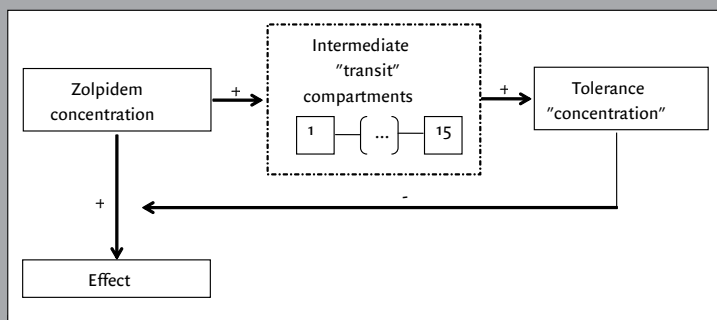 Intermediate
"transit"
compartments
Zolpidem
concentration
+
+
Tolerance
"concentration"
1
(...)
15
+
-
Effect